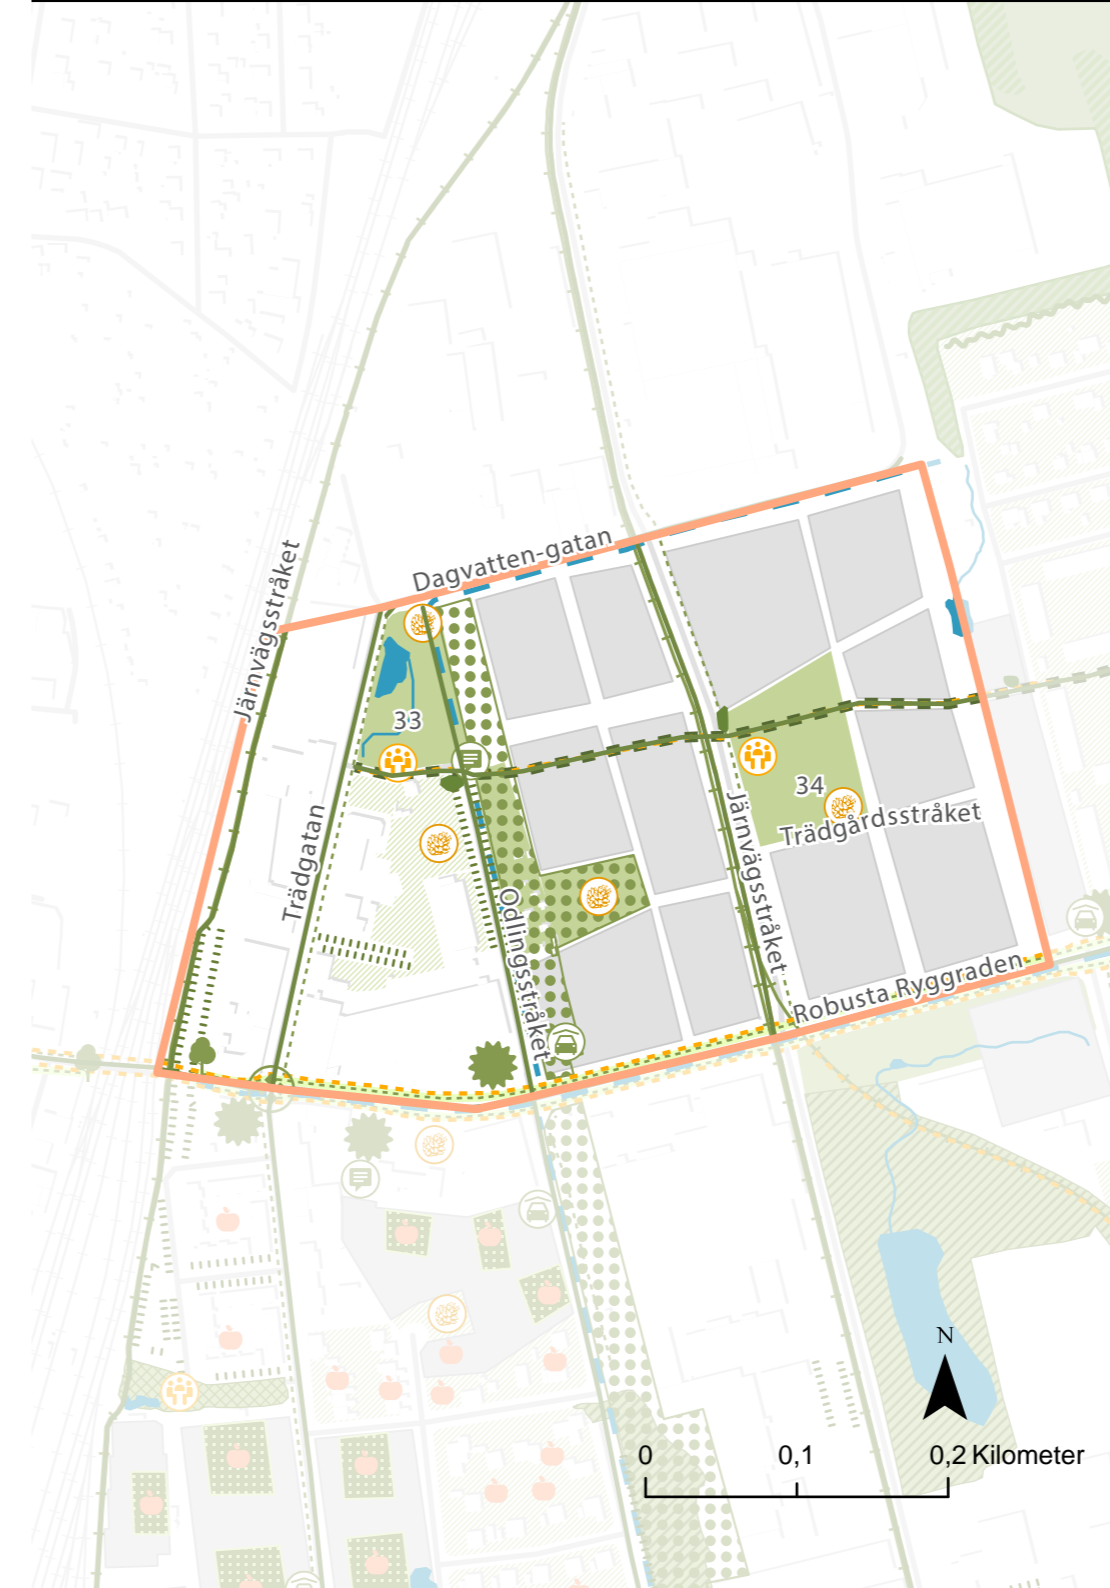 Dagvatten-gatan
Järnvägsstråket
33
Trädgatan
34
Trädgårdsstråket
Järnvägsstråket
Odlingsstråket
Robusta Ryggraden
N
0 0,1 0,2 Kilometer